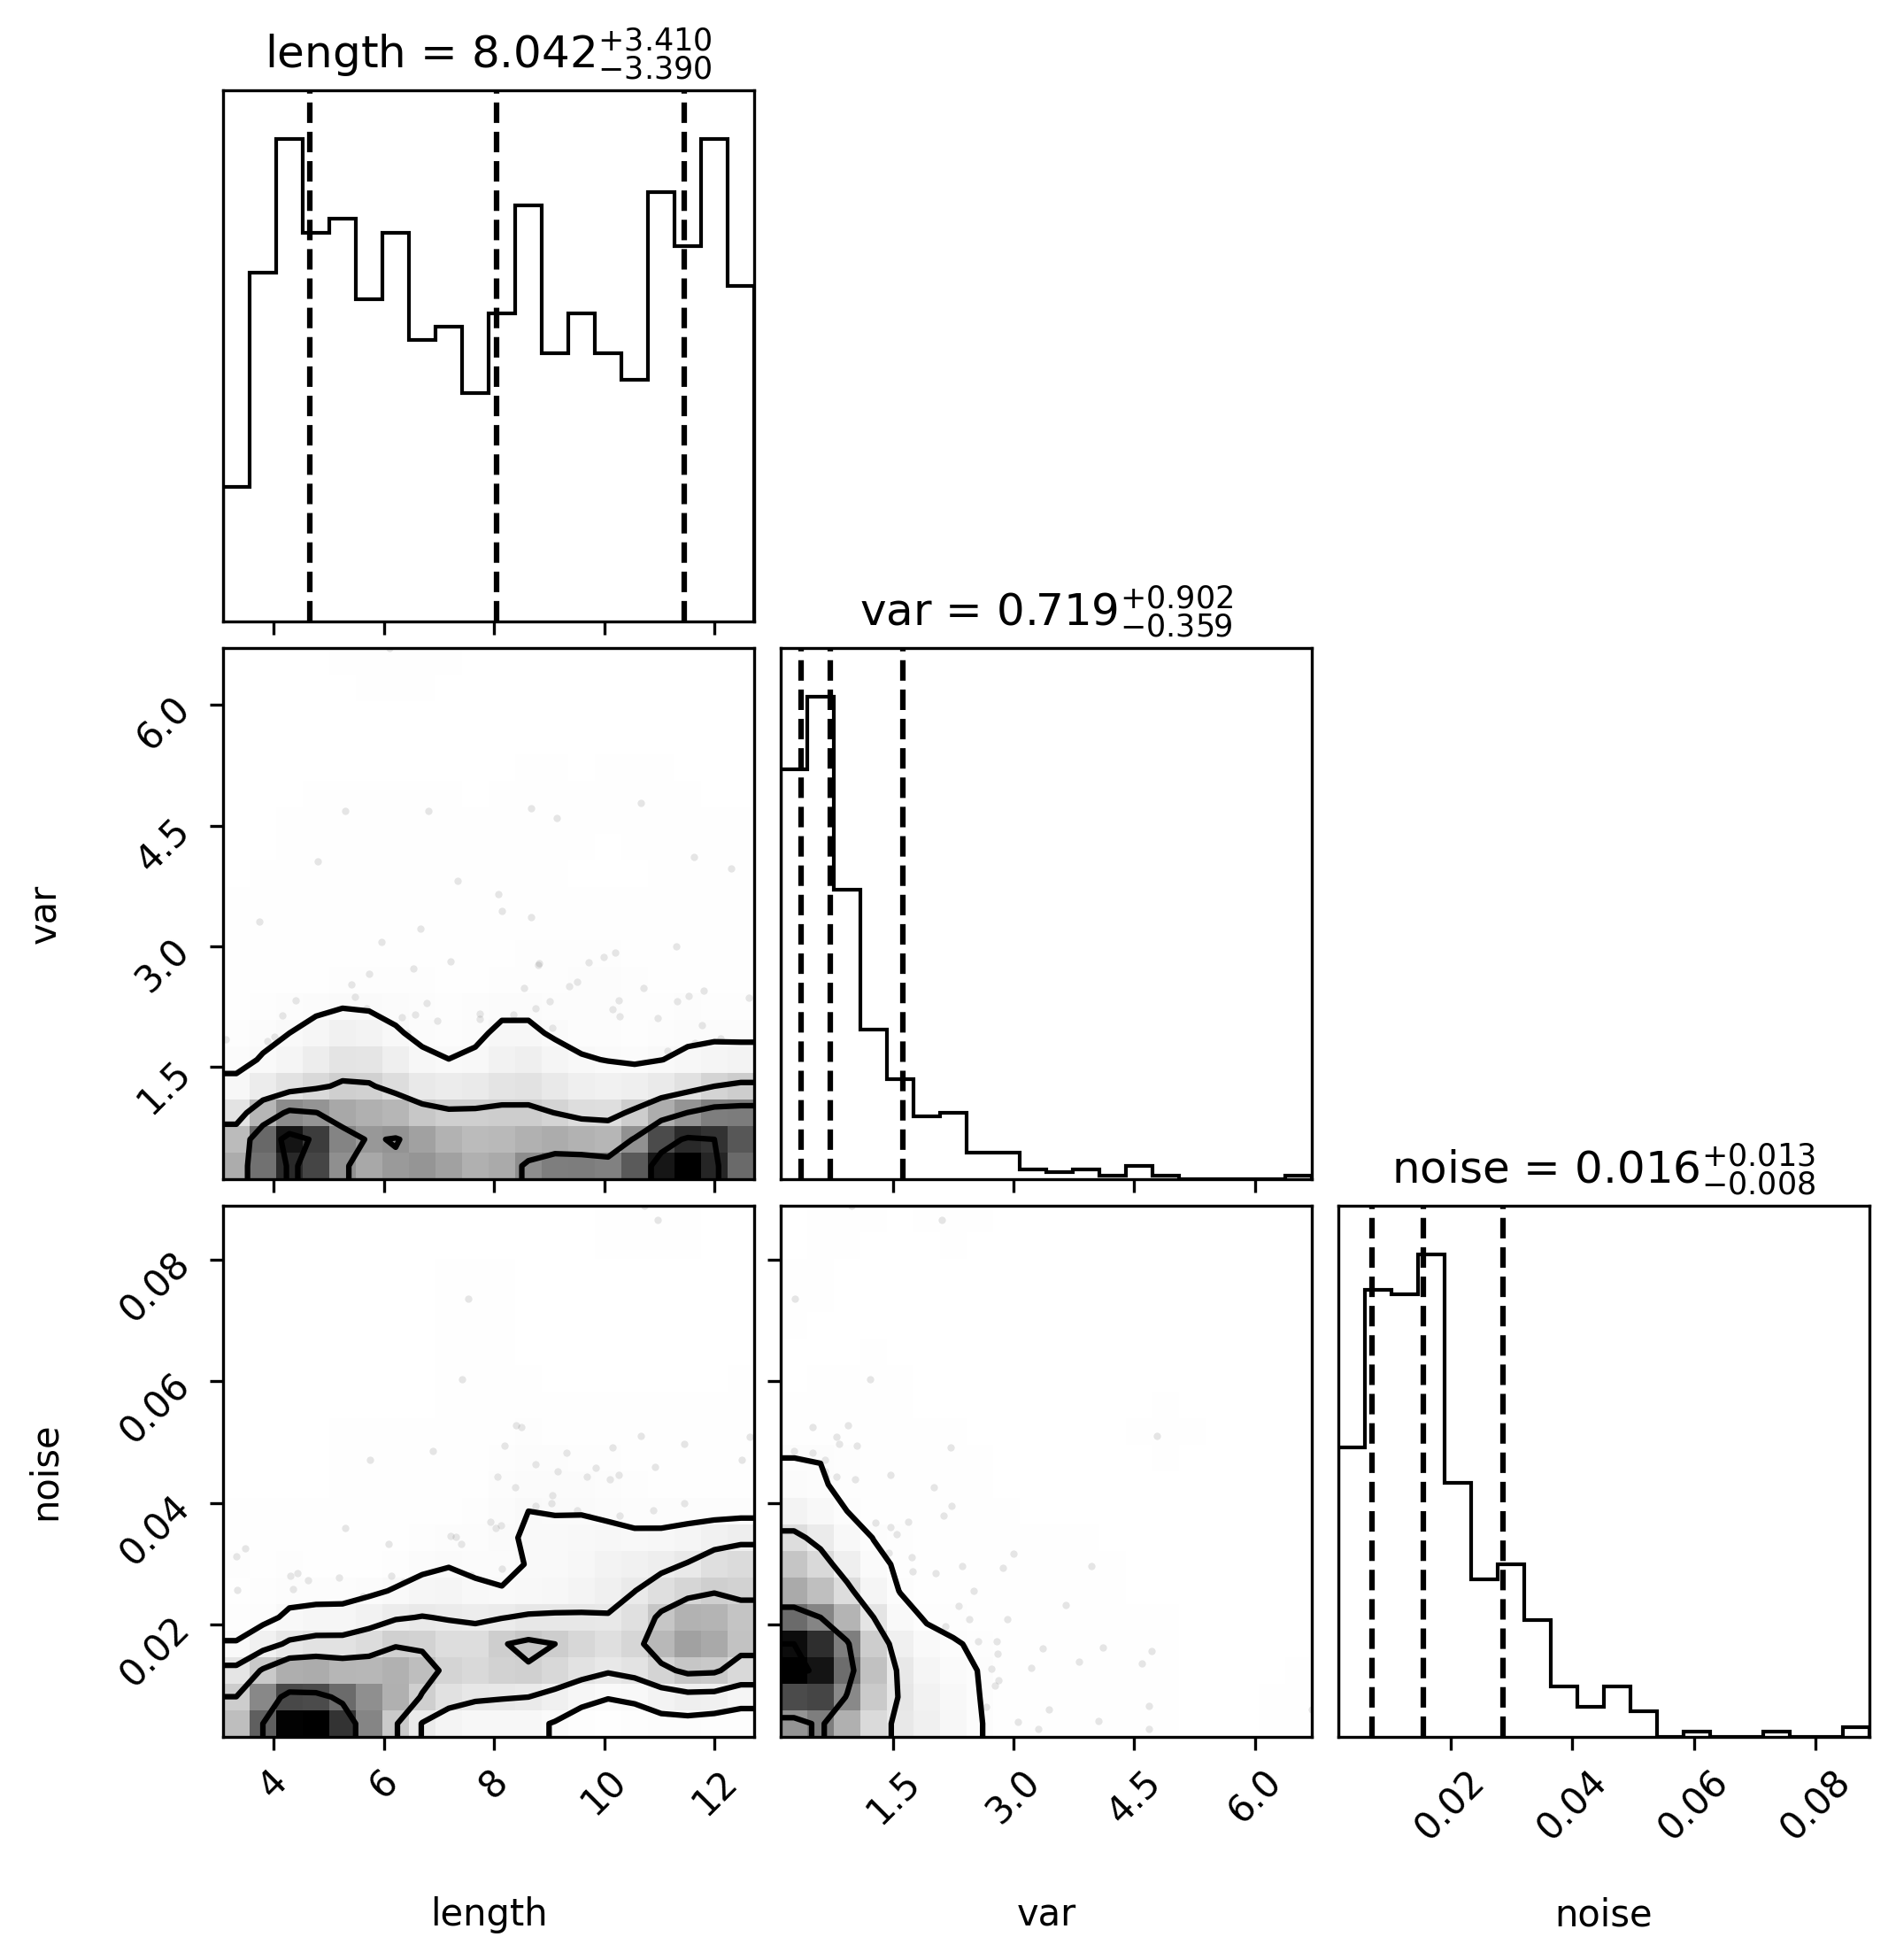 length = 8.042 +3.410 −3.390
var = 0.719 +0.902 −0.359
6.0
4.5
3.0
1.5
var
noise = 0.016 +0.013 −0.008
0.08
0.06
0.04
0.02
noise
4 6 8 10 12 1.5 3.0 4.5 6.0 0.02 0.04 0.06 0.08
length var noise